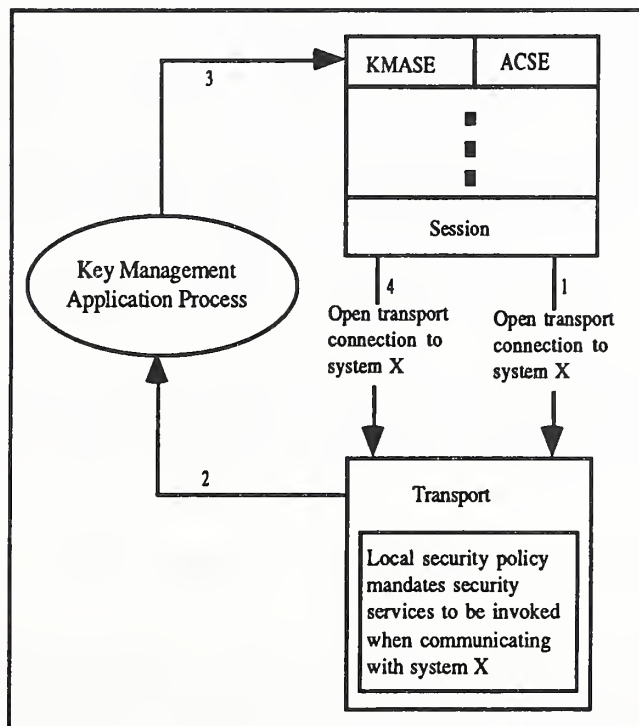 3
KMASE
ACSE
Session
Key Management
Application Process
4
1
Open transport
connection to
system X
Open transport
connection to
system X
2
Transport
Local security policy
mandates security
services to be invoked
when communicating
with system X